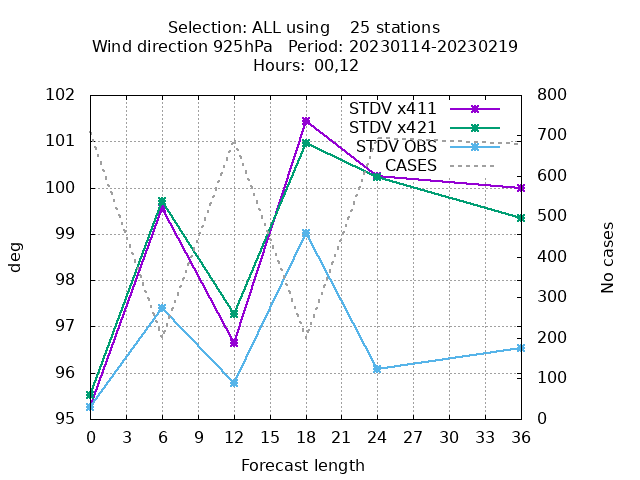 Selection: ALL using    25 stations
Wind direction 925hPa   Period: 20230114-20230219
Hours:  00,12
102
101
100
99
98
97
96
95
800
700
600
500
400
300
200
100
0
STDV x411
STDV x421
STDV OBS
CASES
deg
No cases
0 3 6 9 12 15 18 21 24 27 30 33 36
Forecast length